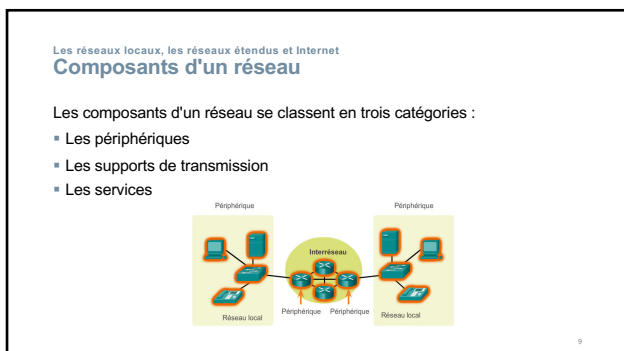 Les réseaux locaux, les réseaux étendus et Internet
Composants d'un réseau
Les composants d'un réseau se classent en trois catégories :
Les périphériques
Les supports de transmission
Les services
Périphérique
Périphérique
Interréseau
Périphérique
Périphérique
Réseau local
Réseau local
9